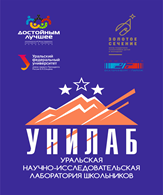 ДОСТОЙНЫМ
ЛУЧШЕЕ
ЗОЛОТОЕ
СЕЧЕНИЕ
Уральский
федеральный
университет
УНИЛАБ
УРАЛЬСКАЯ
НАУЧНО-ИССЛЕДОВАТЕЛЬСКАЯ
ЛАБОРАТОРИЯ ШКОЛЬНИКОВ